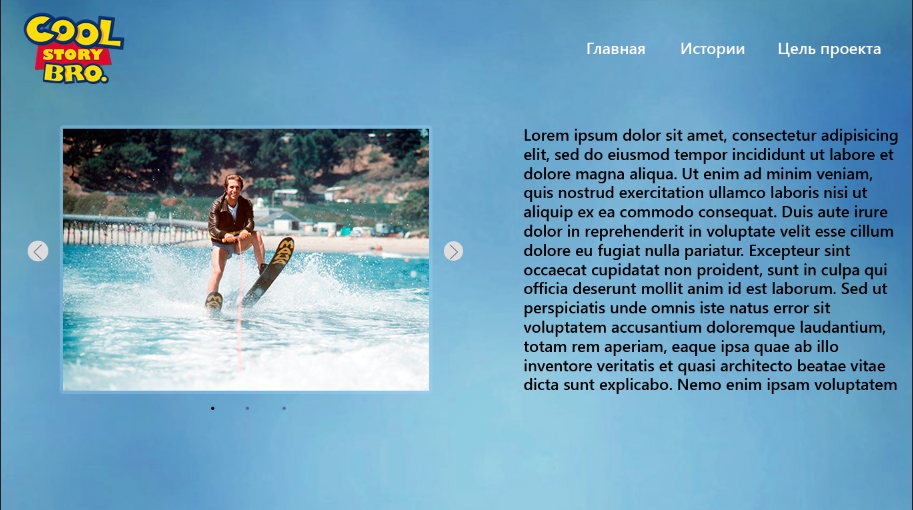 COOL
STORY
BRO.
Главная Истории Цель проекта
Lorem ipsum dolor sit amet, consectetur adipisicing
elit, sed do eiusmod tempor incididunt ut labore et
dolore magna aliqua. Ut enim ad minim veniam,
quis nostrud exercitation ullamco laboris nisi ut
aliquip ex ea commodo consequat. Duis aute irure
dolor in reprehenderit in voluptate velit esse cillum
dolore eu fugiat nulla pariatur. Excepteur sint
occaecat cupidatat non proident, sunt in culpa qui
officia deserunt mollit anim id est laborum. Sed ut
perspiciatis unde omnis iste natus error sit
voluptatem accusantium doloremque laudantium,
totam rem aperiam, eaque ipsa quae ab illo
inventore veritatis et quasi architecto beatae vitae
dicta sunt explicabo. Nemo enim ipsam voluptatem